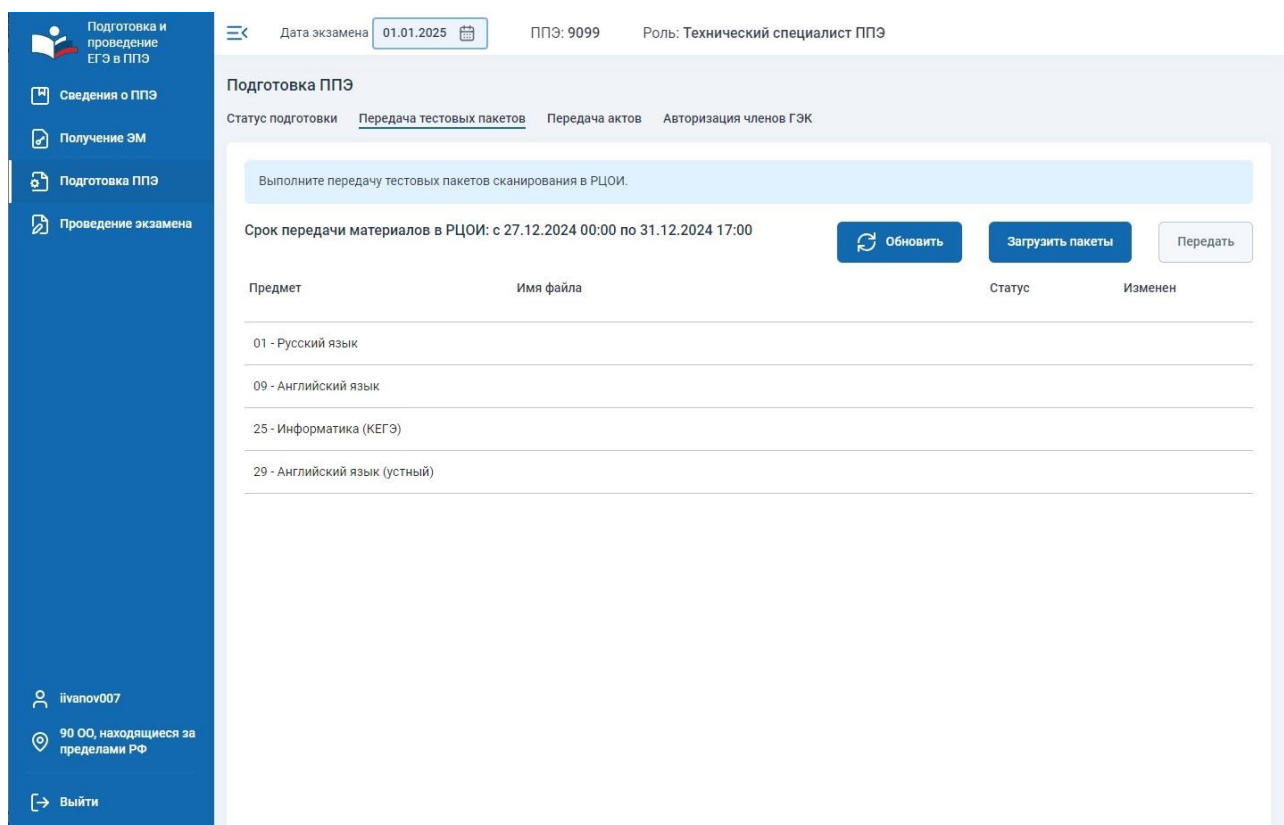 Подготовка и
проведение
ЕГЭ в ППЭ
Сведения о ППЭ
Получение ЭМ
Подготовка ППЭ
Проведение экзамена
iivanov007
90 ОО, находящиеся за
пределами РФ
Выйти
Дата экзамена 01.01.2025 ППЭ: 9099 Роль: Технический специалист ППЭ
Подготовка ППЭ
Статус подготовки Передача тестовых пакетов Передача актов Авторизация членов ГЭК
Выполните передачу тестовых пакетов сканирования в РЦОИ.
Срок передачи материалов в РЦОИ: с 27.12.2024 00:00 по 31.12.2024 17:00 Обновить Загрузить пакеты Передать
Предмет Имя файла Статус Изменен
01 - Русский язык
09 - Английский язык
25 - Информатика (КЕГЭ)
29 - Английский язык (устный)